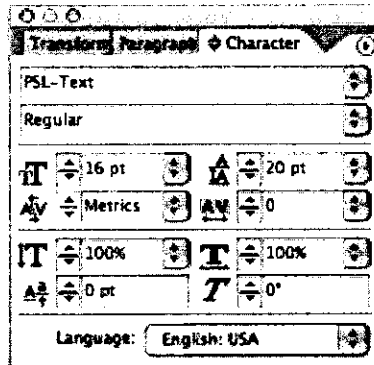 Transform Paragraph Character
PSL-Text
Regular
16 pt 20 pt
Metrics 0
100% 100%
0 pt 0°
Language: English: USA